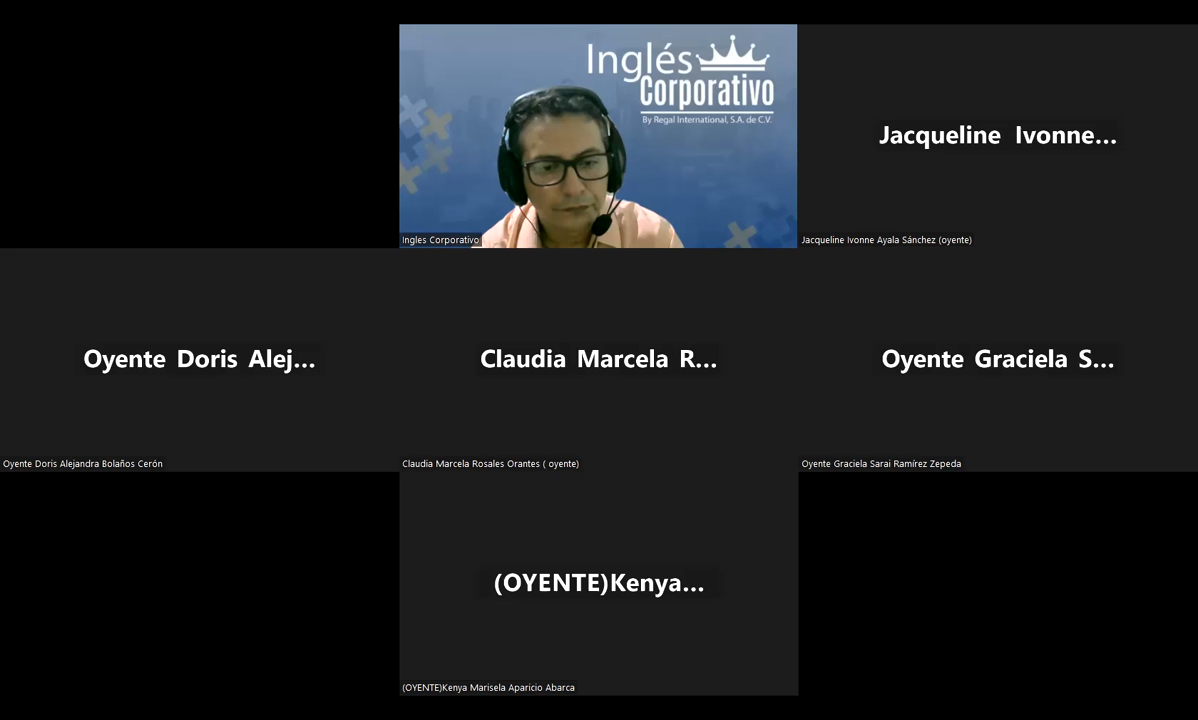 Inglés
Corporativo
By Regal International, S.A. de C.V.
Ingles Corporativo
Jacqueline Ivonne...
Jacqueline Ivonne Ayala Sánchez (oyente)
Oyente Doris Alej...
Oyente Doris Alejandra Bolaños Cerón
Claudia Marcela R...
Claudia Marcela Rosales Orantes ( oyente)
Oyente Graciela S...
Oyente Graciela Sarai Ramírez Zepeda
(OYENTE)Kenya...
(OYENTE)Kenya Marisela Aparicio Abarca